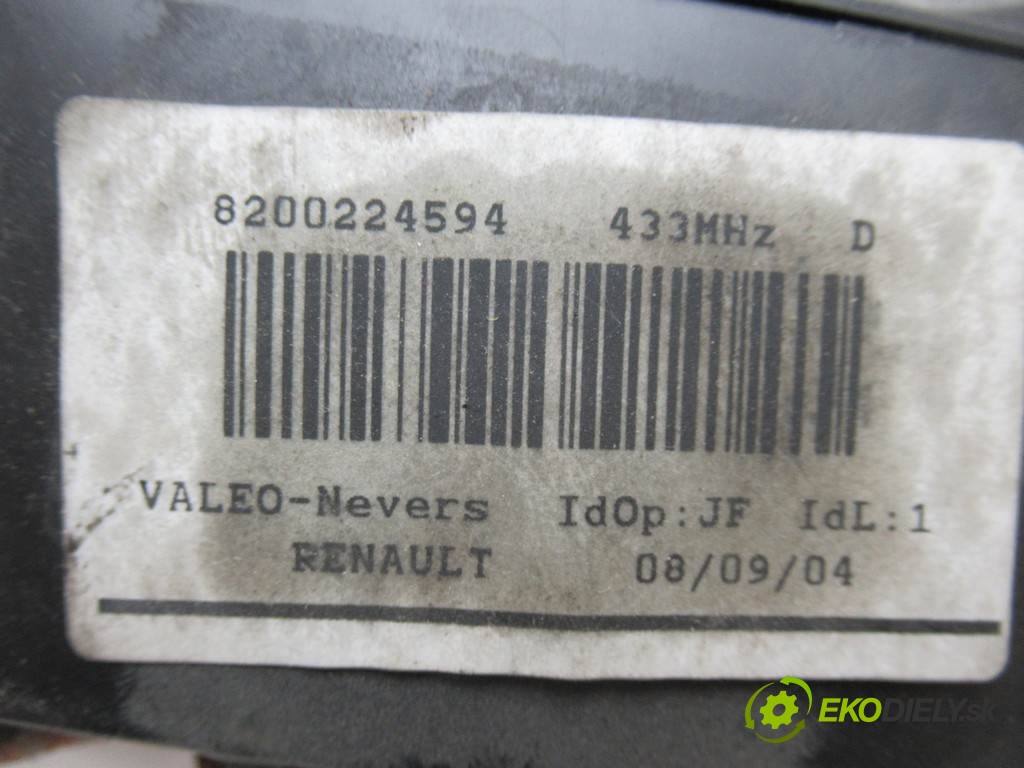 8200224594 433MHz D
VALEO-Nevers IdOp:JF IdL:1
RENAULT 08/09/04
EKODIELY.sk